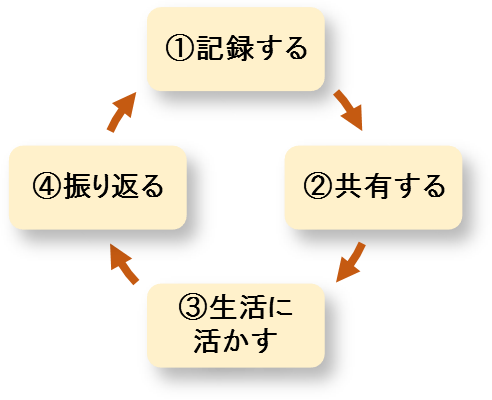 ①記録する
②共有する
③生活に
活かす
④振り返る